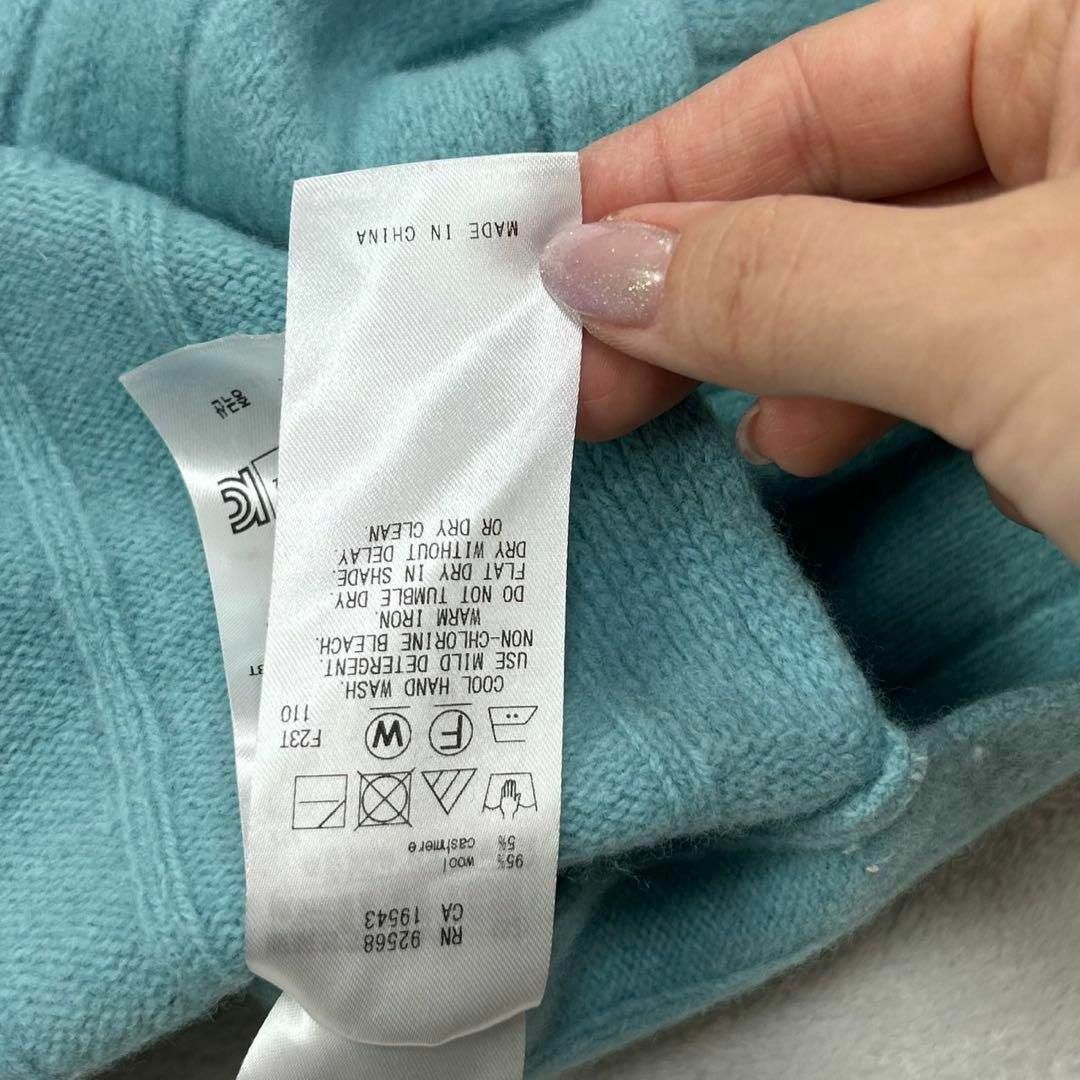 RN 92568
CA 19543
95% wool
5% cashmere
W
F
F23T
110
COOL HAND WASH.
USE MILD DETERGENT.
NON-CHLORINE BLEACH.
WARM IRON.
DO NOT TUMBLE DRY.
FLAT DRY IN SHADE.
DRY WITHOUT DELAY.
OR DRY CLEAN.
MADE IN CHINA